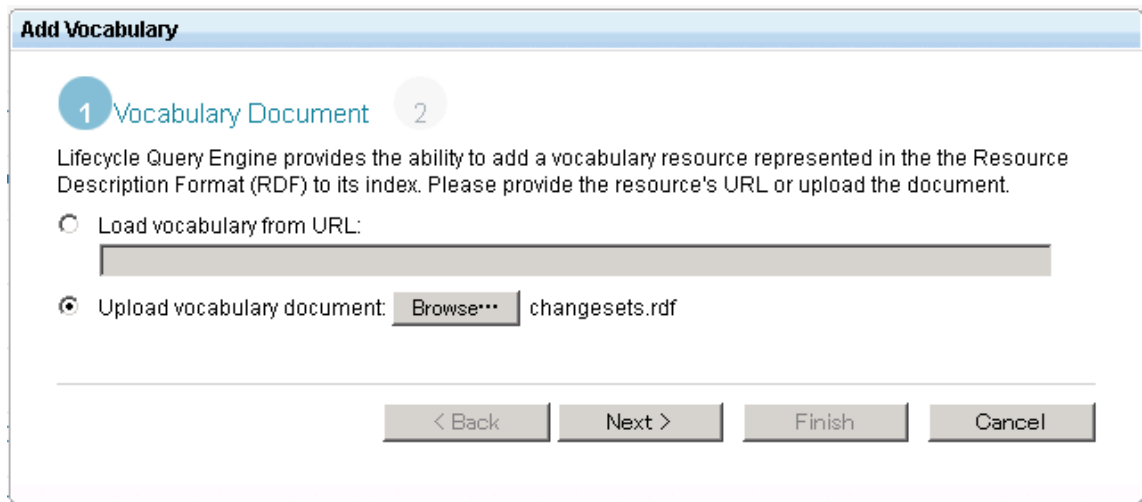 Add Vocabulary
1 Vocabulary Document 2
Lifecycle Query Engine provides the ability to add a vocabulary resource represented in the the Resource
Description Format (RDF) to its index. Please provide the resource's URL or upload the document.
Load vocabulary from URL:
Upload vocabulary document: Browse··· changesets.rdf
< Back Next > Finish Cancel